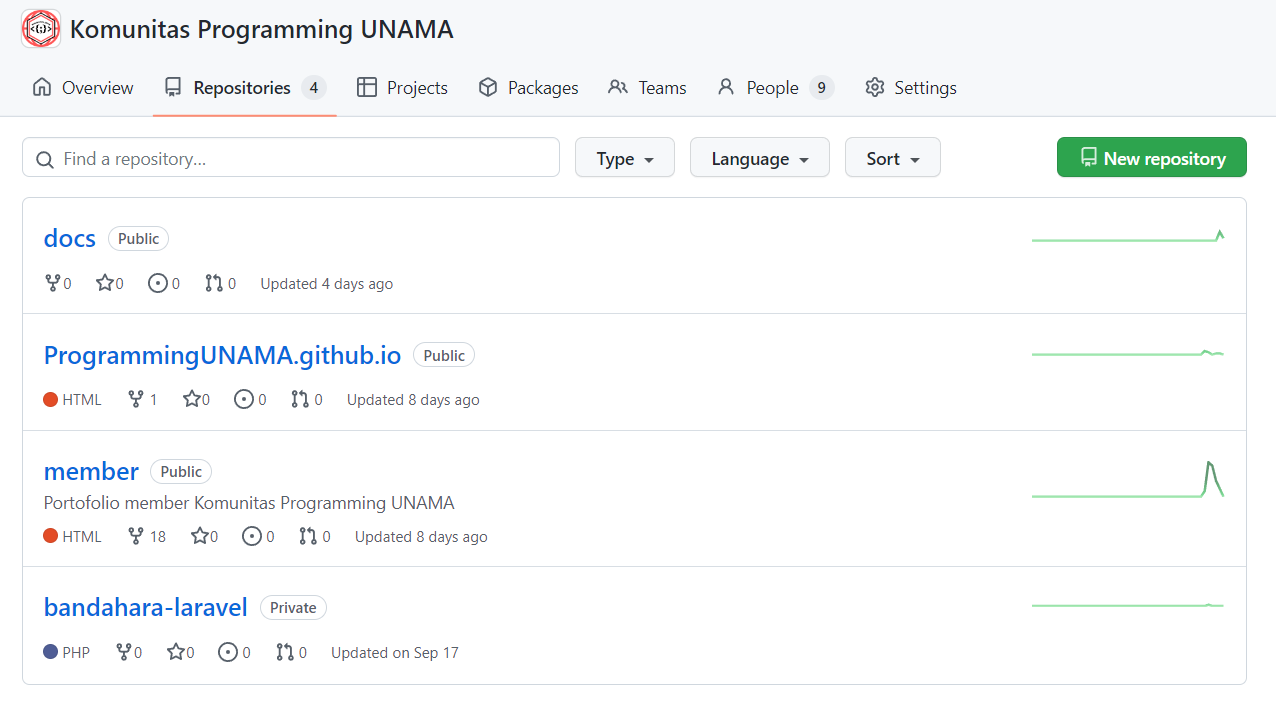 Komunitas Programming UNAMA
Overview Repositories 4 Projects Packages Teams People 9 Settings
Find a repository... Type Language Sort New repository
docs Public
0 0 0 0 Updated 4 days ago
ProgrammingUNAMA.github.io Public
HTML 1 0 0 0 Updated 8 days ago
member Public
Portofolio member Komunitas Programming UNAMA
HTML 18 0 0 0 Updated 8 days ago
bandahara-laravel Private
PHP 0 0 0 0 Updated on Sep 17